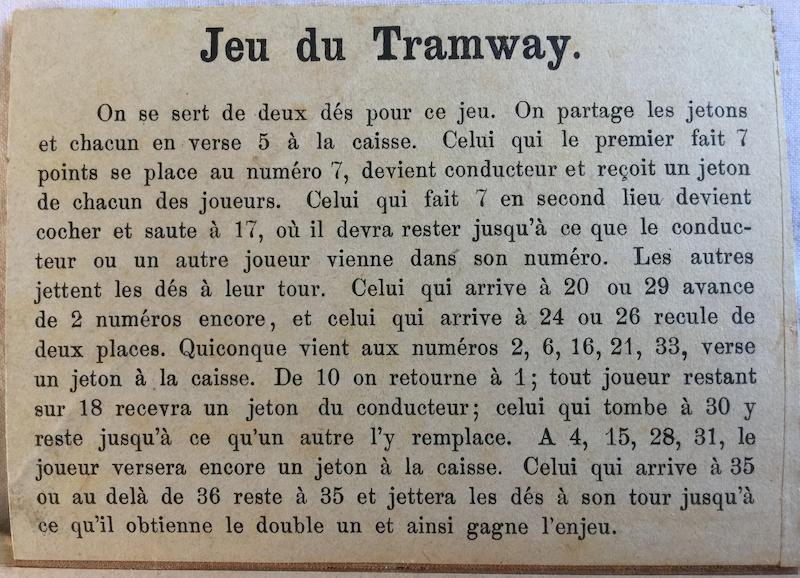 Jeu du Tramway.
On se sert de deux dés pour ce jeu. On partage les jetons
et chacun en verse 5 à la caisse. Celui qui le premier fait 7
points se place au numéro 7, devient conducteur et reçoit un jeton
de chacun des joueurs. Celui qui fait 7 en second lieu devient
cocher et saute à 17, où il devra rester jusqu'à ce que le conduc-
teur ou un autre joueur vienne dans son numéro. Les autres
jettent les dés à leur tour. Celui qui arrive à 20 ou 29 avance
de 2 numéros encore, et celui qui arrive à 24 ou 26 recule de
deux places. Quiconque vient aux numéros 2, 6, 16, 21, 33, verse
un jeton à la caisse. De 10 on retourne à 1; tout joueur restant
sur 18 recevra un jeton du conducteur; celui qui tombe à 30 y
reste jusqu'à ce qu'un autre l'y remplace. A 4, 15, 28, 31, le
joueur versera encore un jeton à la caisse. Celui qui arrive à 35
ou au delà de 36 reste à 35 et jettera les dés à son tour jusqu'à
ce qu'il obtienne le double un et ainsi gagne l'enjeu.